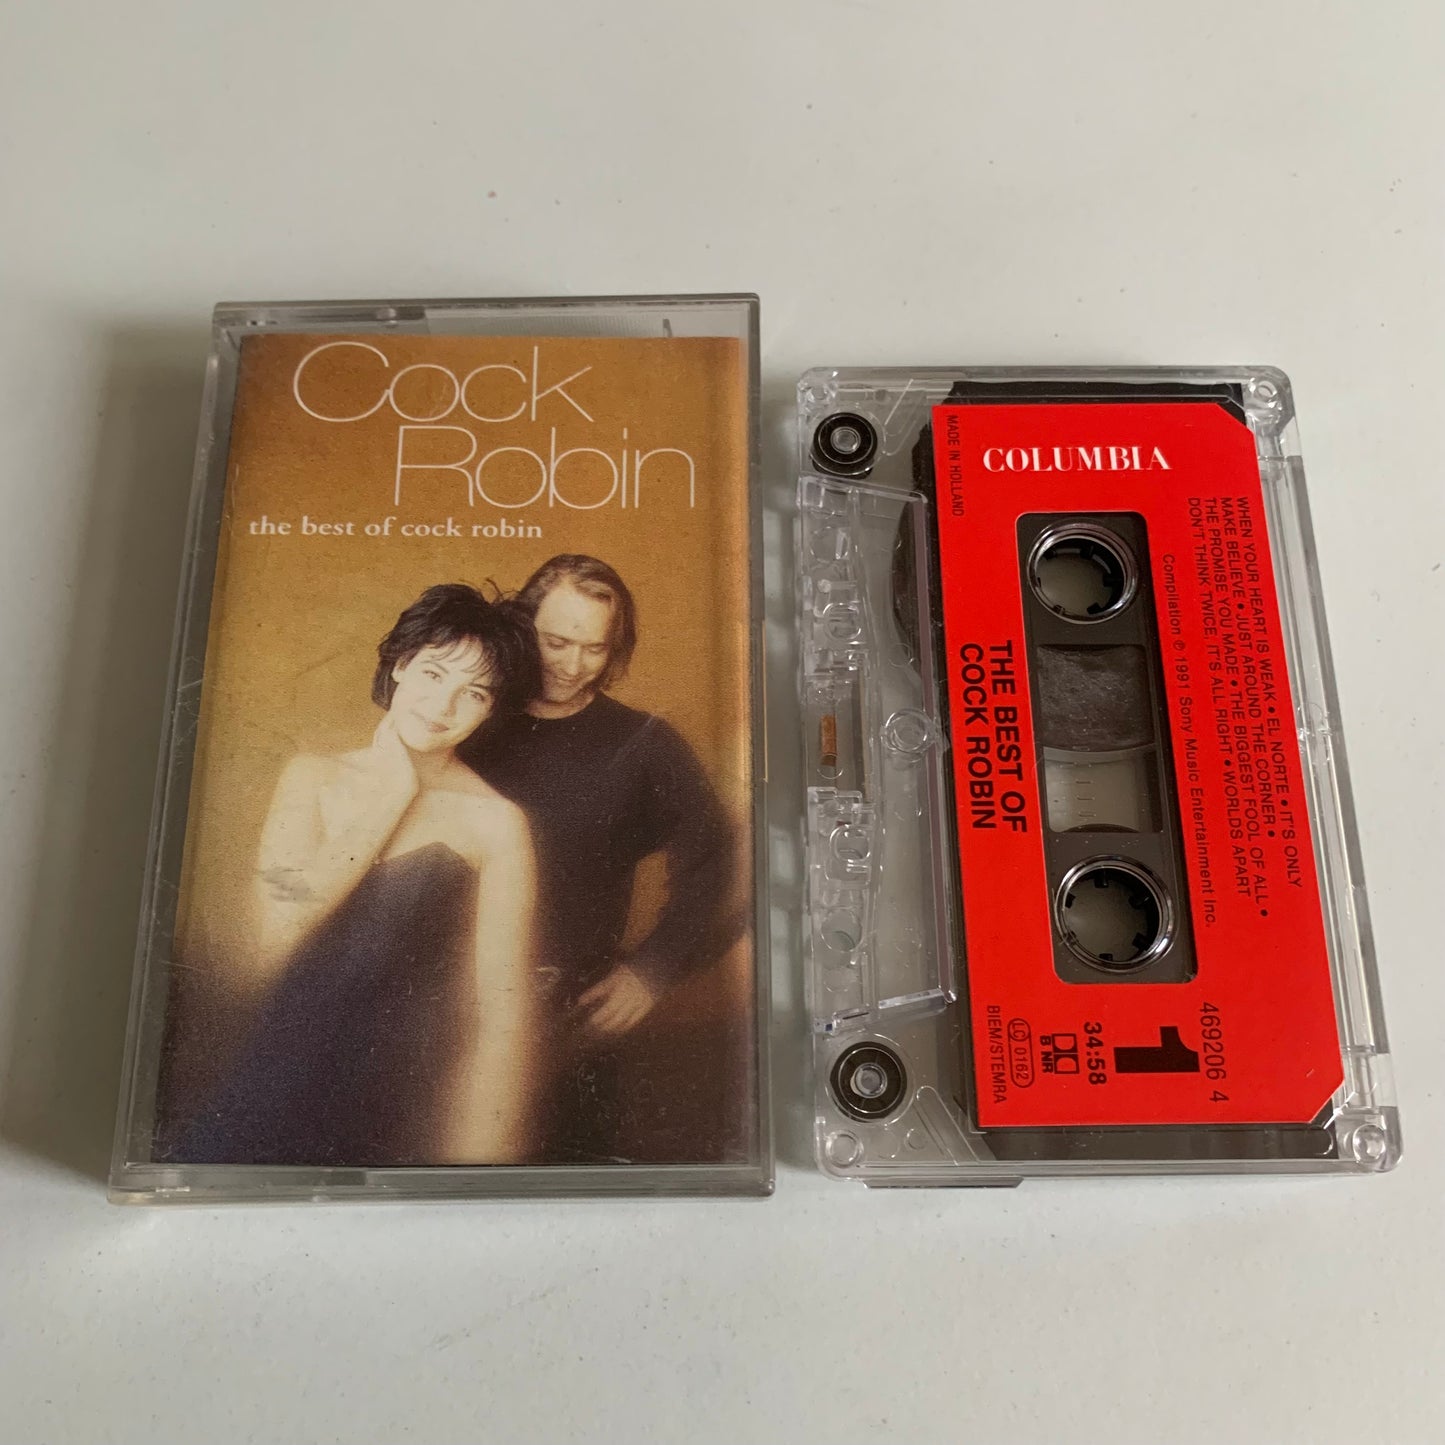 Cock
Robin
the best of cock robin
COLUMBIA
MADE IN HOLLAND
WHEN YOUR HEART IS WEAK • EL NORTE • IT'S ONLY
MAKE BELIEVE • JUST AROUND THE CORNER •
THE PROMISE YOU MADE • THE BIGGEST FOOL OF ALL •
DON'T THINK TWICE, IT'S ALL RIGHT • WORLDS APART
Compilation ℗ 1991 Sony Music Entertainment Inc.
THE BEST OF
COCK ROBIN
469206 4
1
34:58
B NR
LC 0162
BIEM/STEMRA